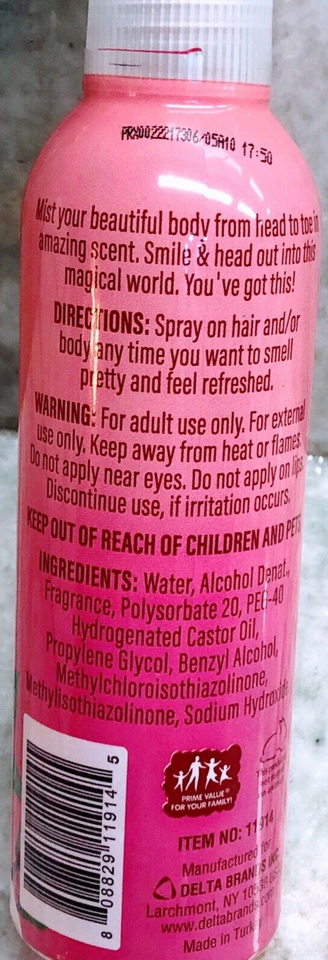 PRA0022217306/05A10 17:50
Mist your beautiful body from head to toe in
amazing scent. Smile & head out into this
magical world. You've got this!
DIRECTIONS: Spray on hair and/or
body any time you want to smell
pretty and feel refreshed.
WARNING: For adult use only. For external
use only. Keep away from heat or flames.
Do not apply near eyes. Do not apply on lips.
Discontinue use, if irritation occurs.
KEEP OUT OF REACH OF CHILDREN AND PETS
INGREDIENTS: Water, Alcohol Denat.,
Fragrance, Polysorbate 20, PEG-40
Hydrogenated Castor Oil,
Propylene Glycol, Benzyl Alcohol,
Methylchloroisothiazolinone,
Methylisothiazolinone, Sodium Hydroxide
8 08829 11914 5
PRIME VALUE®
FOR YOUR FAMILY!
ITEM NO: 11914
Manufactured for
DELTA BRANDS INC.
Larchmont, NY 10538 USA
www.deltabrands.com
Made in Turkey